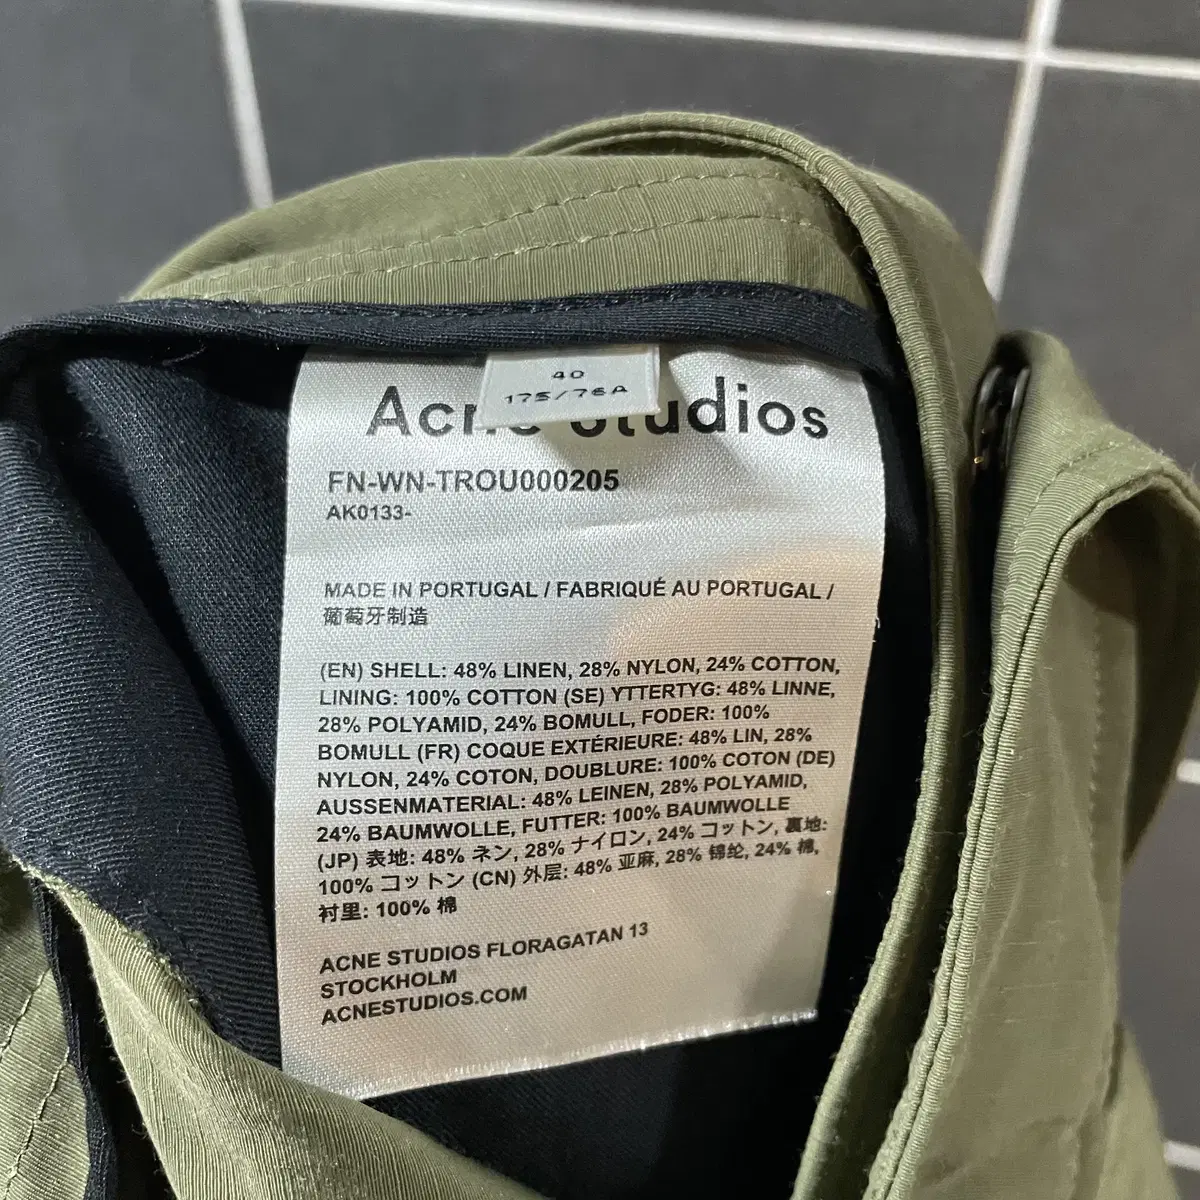 40
175/76A
Acne Studios
FN-WN-TROU000205
AK0133-
MADE IN PORTUGAL / FABRIQUÉ AU PORTUGAL /
葡萄牙制造
(EN) SHELL: 48% LINEN, 28% NYLON, 24% COTTON,
LINING: 100% COTTON (SE) YTTERTYG: 48% LINNE,
28% POLYAMID, 24% BOMULL, FODER: 100%
BOMULL (FR) COQUE EXTÉRIEURE: 48% LIN, 28%
NYLON, 24% COTON, DOUBLURE: 100% COTON (DE)
AUSSENMATERIAL: 48% LEINEN, 28% POLYAMID,
24% BAUMWOLLE, FUTTER: 100% BAUMWOLLE
(JP) 表地: 48% ネン, 28% ナイロン, 24% コットン, 裏地:
100% コットン (CN) 外层: 48% 亚麻, 28% 锦纶, 24% 棉,
衬里: 100% 棉
ACNE STUDIOS FLORAGATAN 13
STOCKHOLM
ACNESTUDIOS.COM